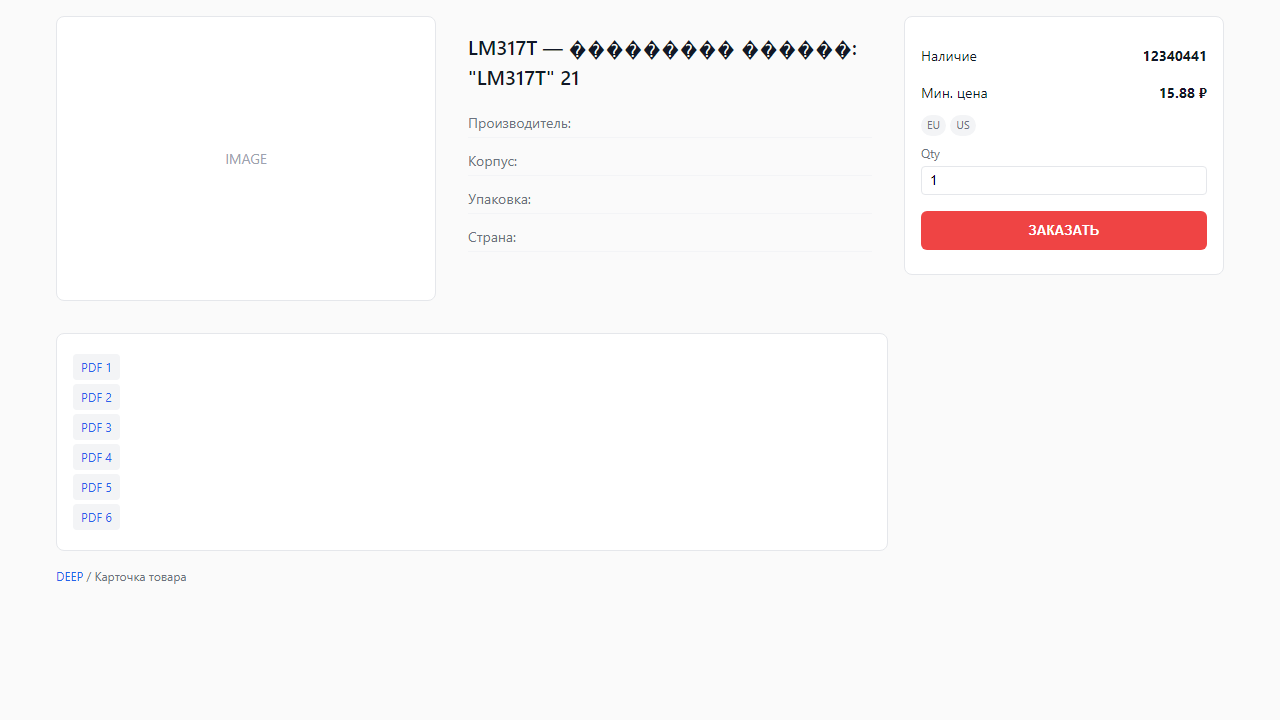 IMAGE
LM317T — ��������� ������:
"LM317T" 21
Производитель:
Корпус:
Упаковка:
Страна:
Наличие 12340441
Мин. цена 15.88 ₽
EU US
Qty
1
ЗАКАЗАТЬ
PDF 1
PDF 2
PDF 3
PDF 4
PDF 5
PDF 6
DEEP / Карточка товара